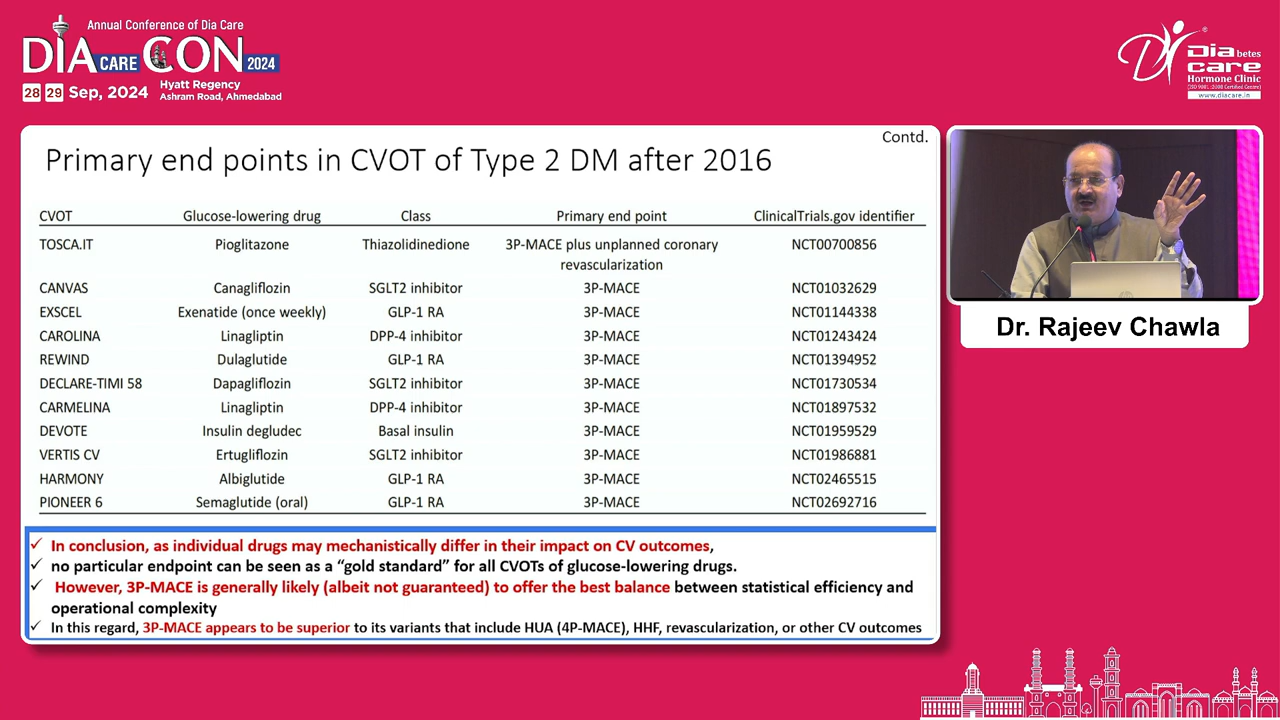 Annual Conference of Dia Care
DIA CARE CON 2024
28 29 Sep, 2024
Hyatt Regency
Ashram Road, Ahmedabad
Diabetes
care
Hormone Clinic
(ISO 9001 :2000 Certified Centre)
www.diacare.in
Contd.
Primary end points in CVOT of Type 2 DM after 2016
CVOT Glucose-lowering drug Class Primary end point ClinicalTrials.gov identifier
TOSCA.IT Pioglitazone Thiazolidinedione 3P-MACE plus unplanned coronary revascularization NCT00700856
CANVAS Canagliflozin SGLT2 inhibitor 3P-MACE NCT01032629
EXSCEL Exenatide (once weekly) GLP-1 RA 3P-MACE NCT01144338
CAROLINA Linagliptin DPP-4 inhibitor 3P-MACE NCT01243424
REWIND Dulaglutide GLP-1 RA 3P-MACE NCT01394952
DECLARE-TIMI 58 Dapagliflozin SGLT2 inhibitor 3P-MACE NCT01730534
CARMELINA Linagliptin DPP-4 inhibitor 3P-MACE NCT01897532
DEVOTE Insulin degludec Basal insulin 3P-MACE NCT01959529
VERTIS CV Ertugliflozin SGLT2 inhibitor 3P-MACE NCT01986881
HARMONY Albiglutide GLP-1 RA 3P-MACE NCT02465515
PIONEER 6 Semaglutide (oral) GLP-1 RA 3P-MACE NCT02692716
✓ In conclusion, as individual drugs may mechanistically differ in their impact on CV outcomes,
✓ no particular endpoint can be seen as a “gold standard” for all CVOTs of glucose-lowering drugs.
✓ However, 3P-MACE is generally likely (albeit not guaranteed) to offer the best balance between statistical efficiency and
operational complexity
✓ In this regard, 3P-MACE appears to be superior to its variants that include HUA (4P-MACE), HHF, revascularization, or other CV outcomes
Dr. Rajeev Chawla